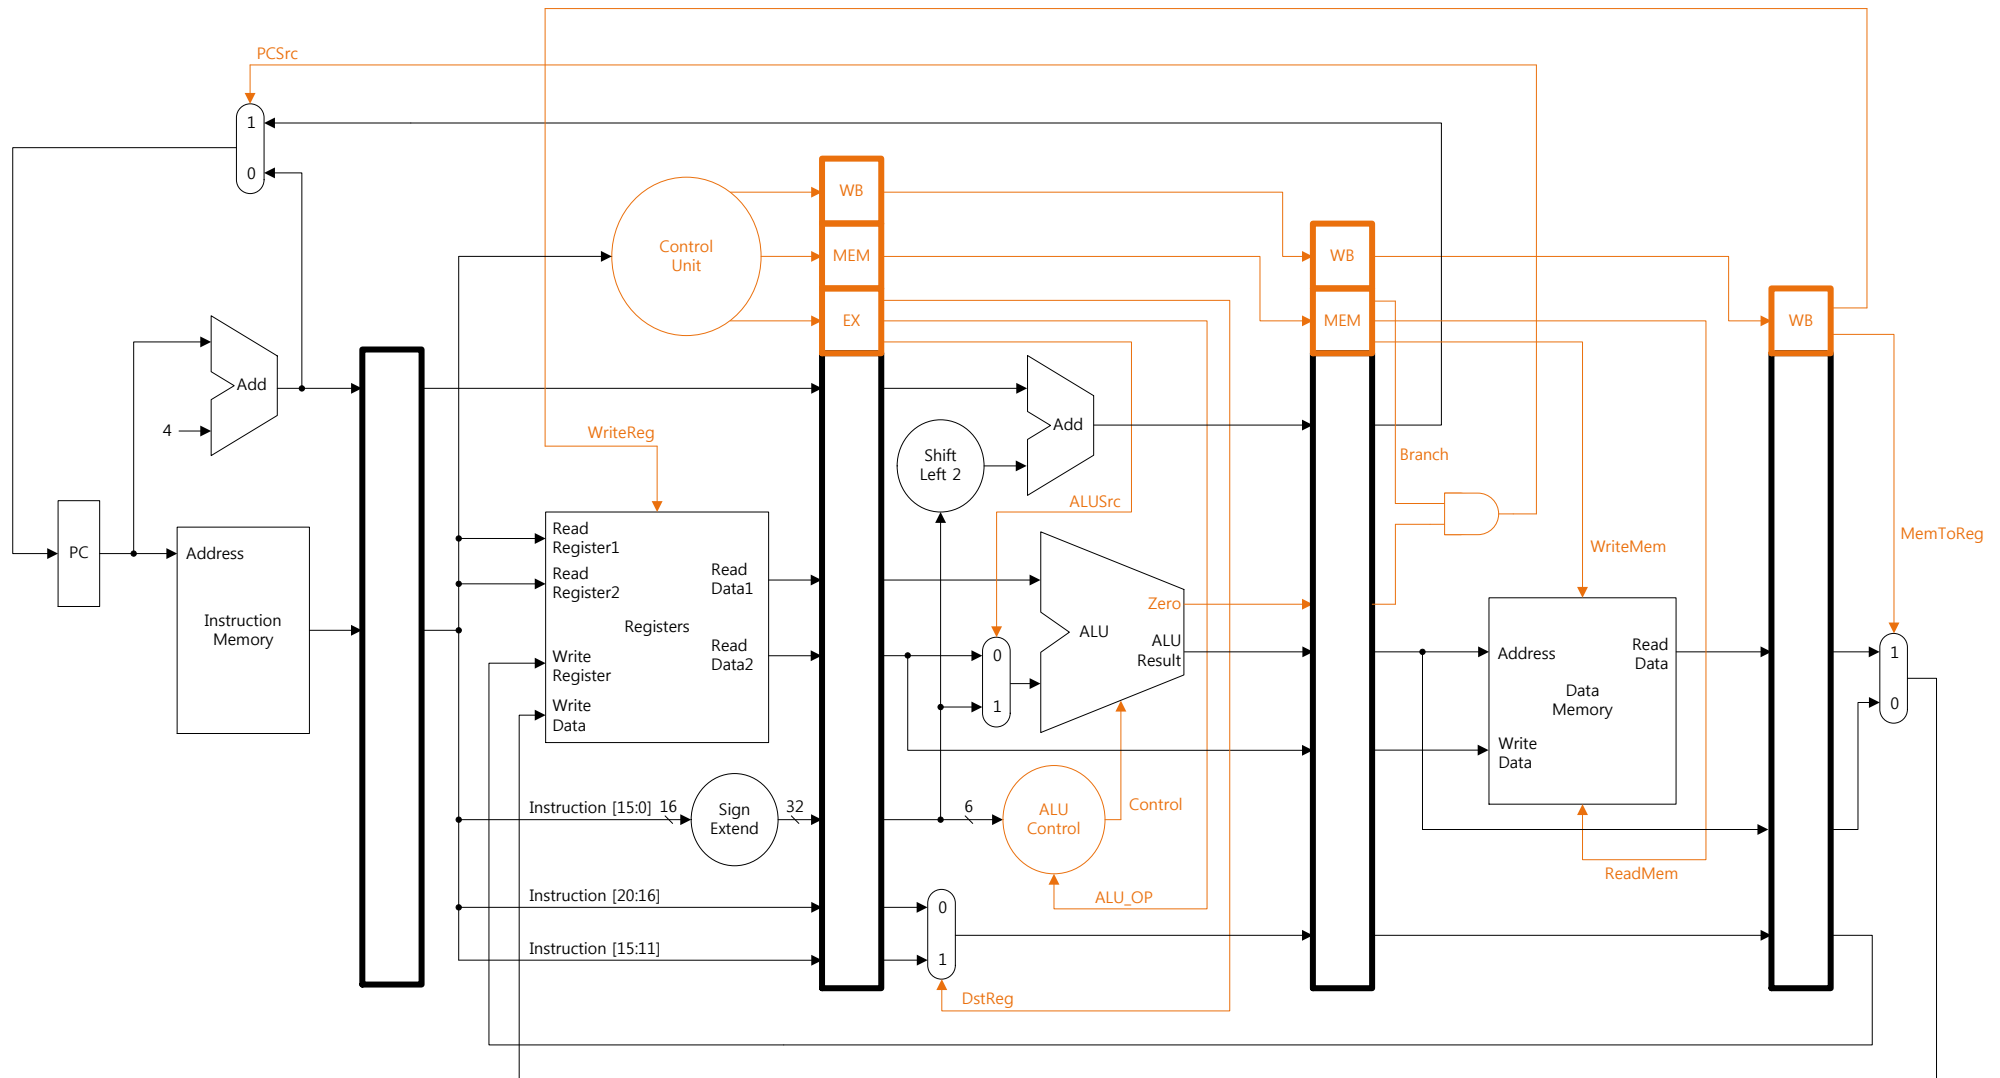 PCSrc
1
0
WB
Control
Unit
MEM
WB
EX
MEM
WB
Add
4
Add
WriteReg
Shift
Left 2
Branch
ALUSrc
PC
Address
Instruction
Memory
Read
Register1
Read
Register2
Write
Register
Write
Data
Registers
Read
Data1
Read
Data2
0
1
ALU
Zero
ALU
Result
WriteMem
MemToReg
Address
Read
Data
Data
Memory
Write
Data
1
0
Instruction [15:0]
16
Sign
Extend
32
6
ALU
Control
Control
ReadMem
Instruction [20:16]
0
ALU_OP
Instruction [15:11]
1
DstReg